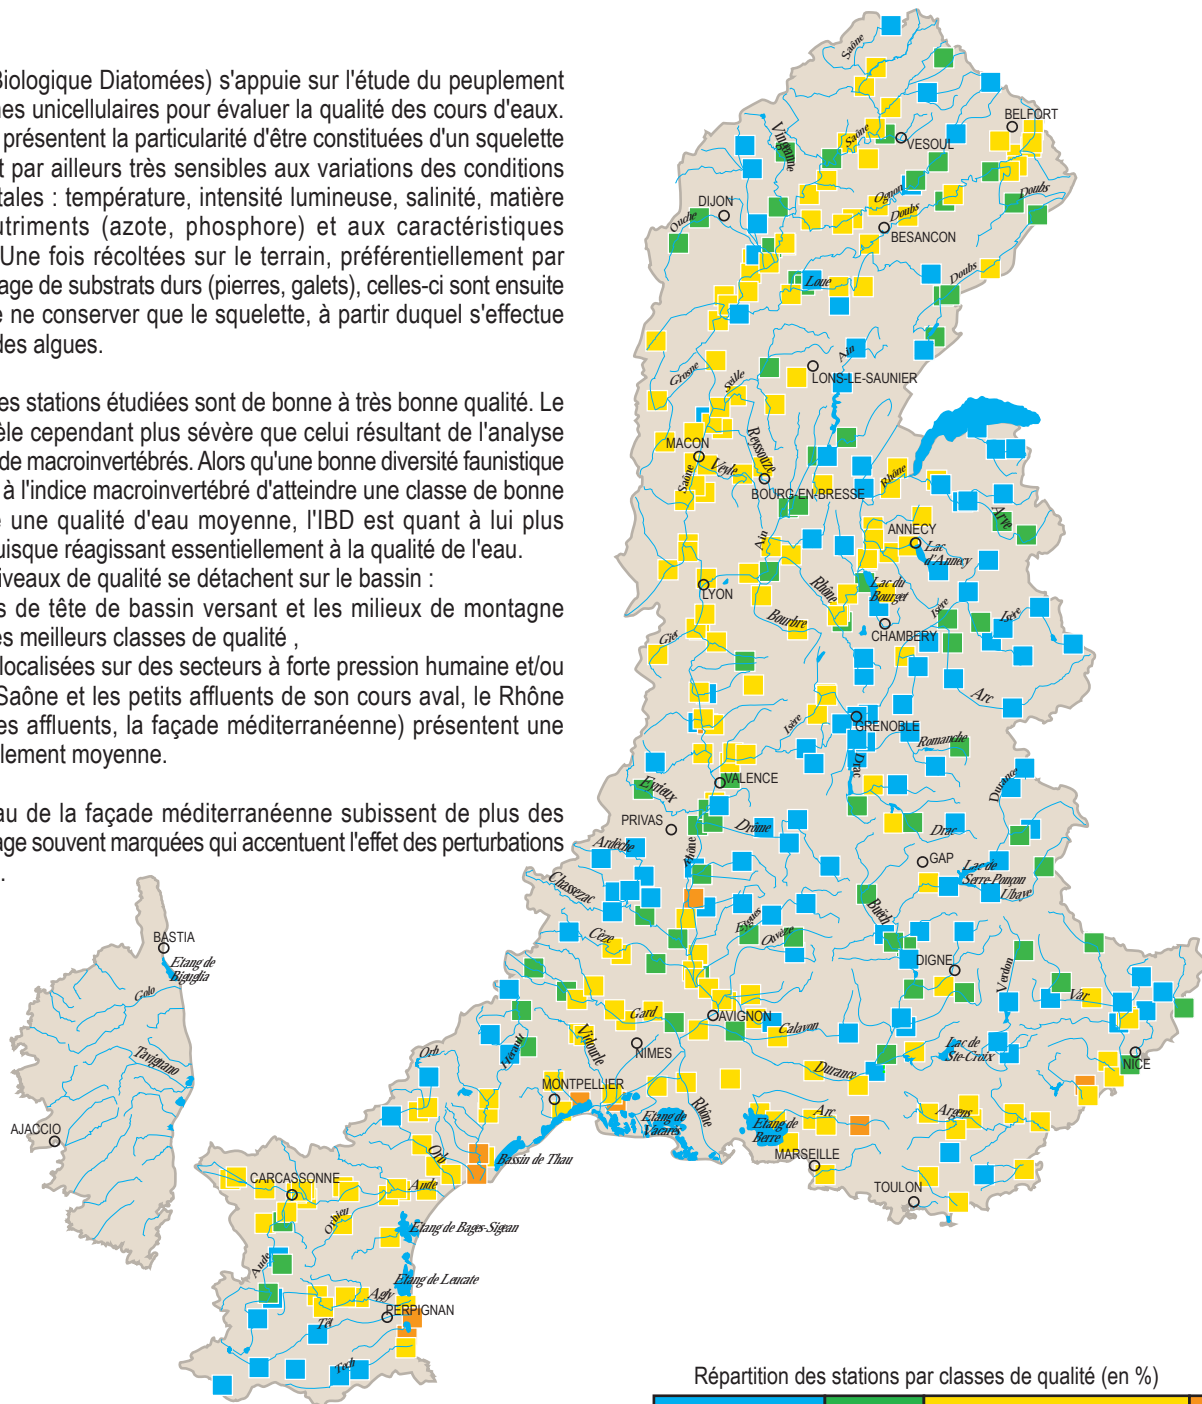 Biologique Diatomées) s'appuie sur l'étude du peuplement
nes unicellulaires pour évaluer la qualité des cours d'eaux.
présentent la particularité d'être constituées d'un squelette
t par ailleurs très sensibles aux variations des conditions
tales : température, intensité lumineuse, salinité, matière
utriments (azote, phosphore) et aux caractéristiques
Une fois récoltées sur le terrain, préférentiellement par
age de substrats durs (pierres, galets), celles-ci sont ensuite
e ne conserver que le squelette, à partir duquel s'effectue
des algues.
es stations étudiées sont de bonne à très bonne qualité. Le
èle cependant plus sévère que celui résultant de l'analyse
de macroinvertébrés. Alors qu'une bonne diversité faunistique
à l'indice macroinvertébré d'atteindre une classe de bonne
e une qualité d'eau moyenne, l'IBD est quant à lui plus
uisque réagissant essentiellement à la qualité de l'eau.
iveaux de qualité se détachent sur le bassin :
s de tête de bassin versant et les milieux de montagne
es meilleurs classes de qualité ,
localisées sur des secteurs à forte pression humaine et/ou
Saône et les petits affluents de son cours aval, le Rhône
es affluents, la façade méditerranéenne) présentent une
lement moyenne.
au de la façade méditerranéenne subissent de plus des
age souvent marquées qui accentuent l'effet des perturbations
.
Saône
BELFORT
Vingeanne
Saône
VESOUL
Ognon
Doubs
DIJON
Doubs
Ouche
BESANCON
Doubs
Loue
Ain
Grosne
Seille
LONS-LE-SAUNIER
MACON
Reyssouze
Veyle
Saône
Rhône
BOURG-EN-BRESSE
Arve
ANNECY
Ain
Lac
d'Annecy
LYON
Rhône
Lac du
Bourget
Isère
Isère
Bourbre
CHAMBERY
Giers
Arc
Isère
GRENOBLE
Romanche
Drac
Durance
VALENCE
Eyrieux
PRIVAS
Drôme
Drac
Ardèche
Rhône
GAP
Lac de
Serre-Ponçon
Ubaye
Chassezac
Buëch
Eygues
Ouvèze
Cèze
DIGNE
Verdon
Var
BASTIA
Etang de
Biguglia
Golo
Gard
AVIGNON
Calavon
Vidourle
NIMES
Orb
Hérault
Lac de
Ste-Croix
NICE
Tavignano
Durance
MONTPELLIER
Rhône
Etang de
Vacarès
Etang de
Berre
Arc
Argens
AJACCIO
MARSEILLE
Orb
Bassin de Thau
CARCASSONNE
Aude
TOULON
Orbieu
Etang de Bages-Sigean
Aude
Etang de Leucate
Agly
PERPIGNAN
Têt
Tech
Répartition des stations par classes de qualité (en %)